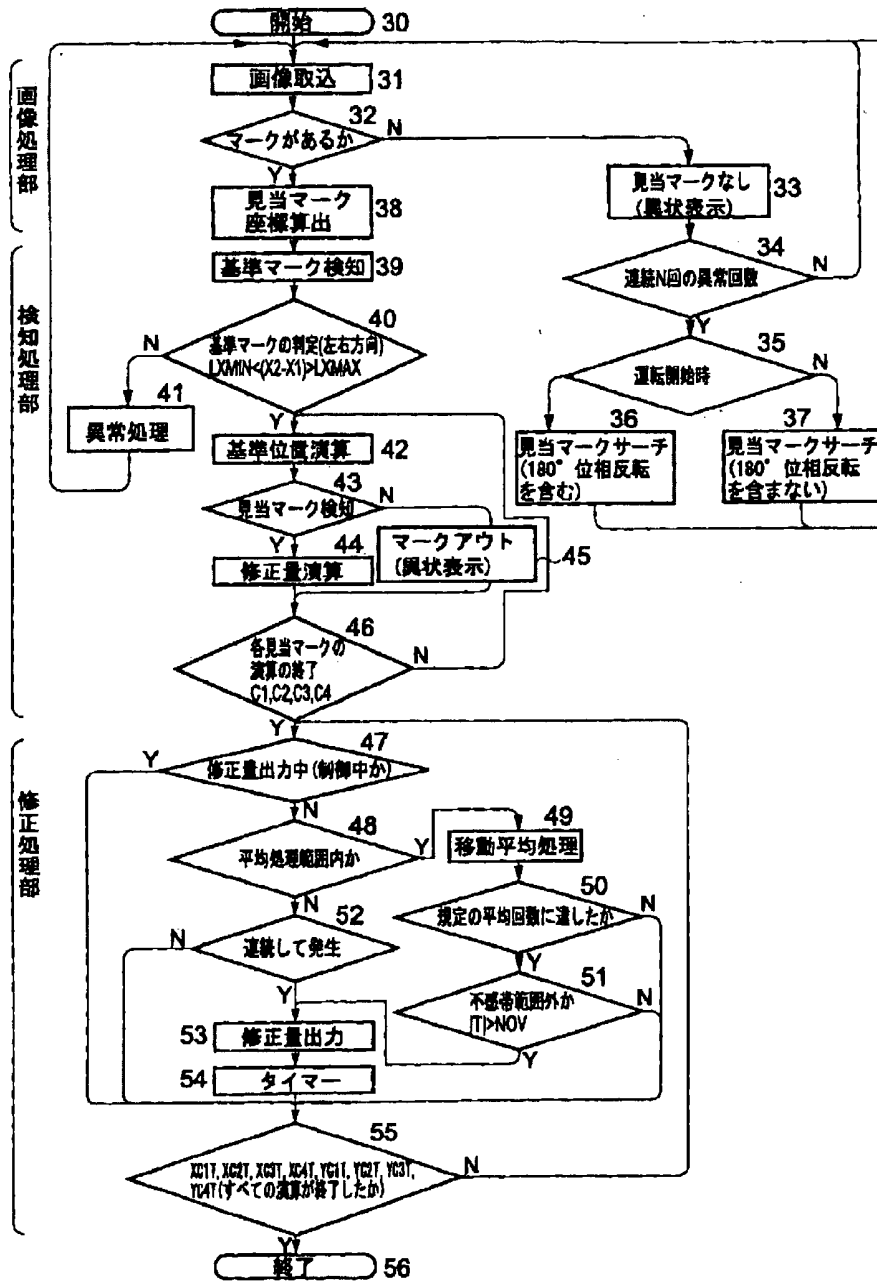 開始 30
画像処理部
画像取込 31
32
マークがあるか
N
Y
見当マーク
座標算出
38
見当マークなし
(異状表示)
33
34
連続N回の異常回数
N
Y
35
運転開始時
N
Y
36
見当マークサーチ
(180°位相反転
を含む)
37
見当マークサーチ
(180°位相反転
を含まない)
検知処理部
基準マーク検知 39
40
基準マークの判定(左右方向)
LXMIN<(X2-X1)>LXMAX
N
Y
41
異常処理
基準位置演算 42
43
見当マーク検知
N
Y
44
修正量演算
マークアウト
(異状表示)
45
46
各見当マークの
演算の終了
C1,C2,C3,C4
N
Y
修正処理部
47
修正量出力中(制御中か)
Y
N
48
平均処理範囲内か
Y
N
49
移動平均処理
50
規定の平均回数に達したか
N
Y
51
不感帯範囲外か
|T|>NOV
N
Y
52
連続して発生
N
Y
53 修正量出力
54 タイマー
55
XC1T, XC2T, XC3T, XC4T, YC1T, YC2T, YC3T,
YC4T(すべての演算が終了したか)
N
Y
終了 56